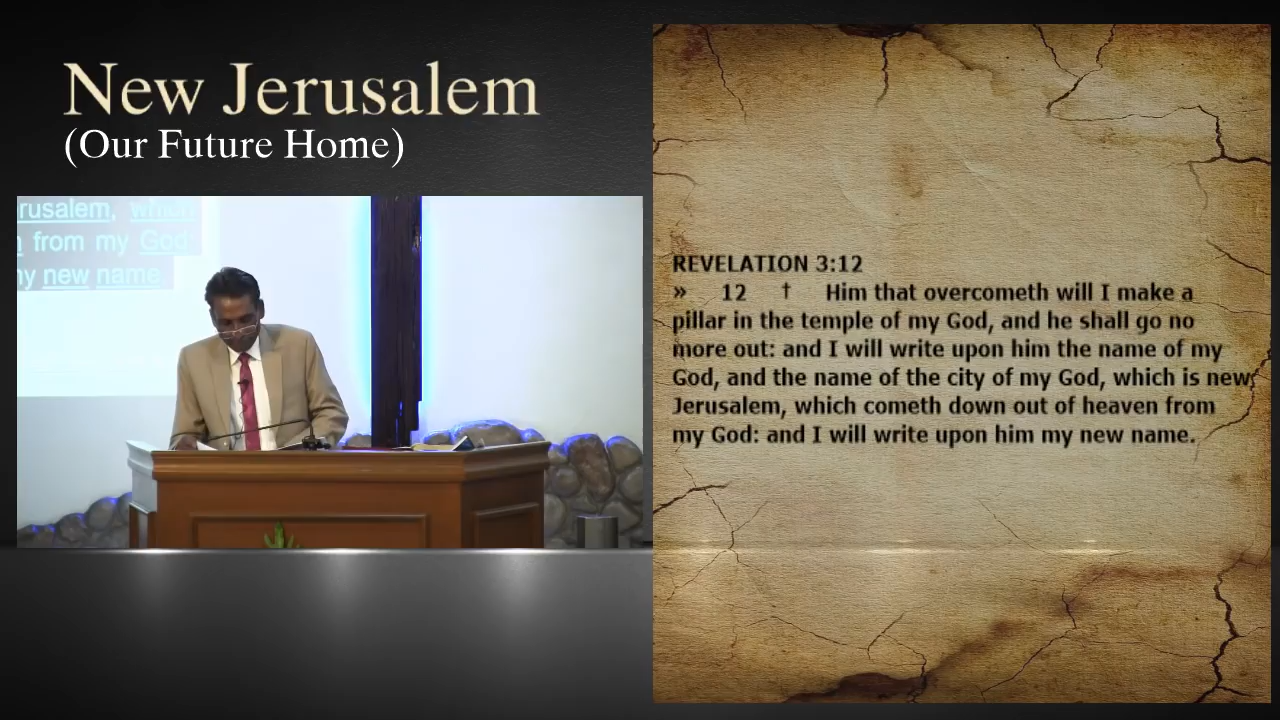 New Jerusalem
(Our Future Home)
rusalem, which
from my God:
my new name.
REVELATION 3:12
» 12 † Him that overcometh will I make a
pillar in the temple of my God, and he shall go no
more out: and I will write upon him the name of my
God, and the name of the city of my God, which is new
Jerusalem, which cometh down out of heaven from
my God: and I will write upon him my new name.